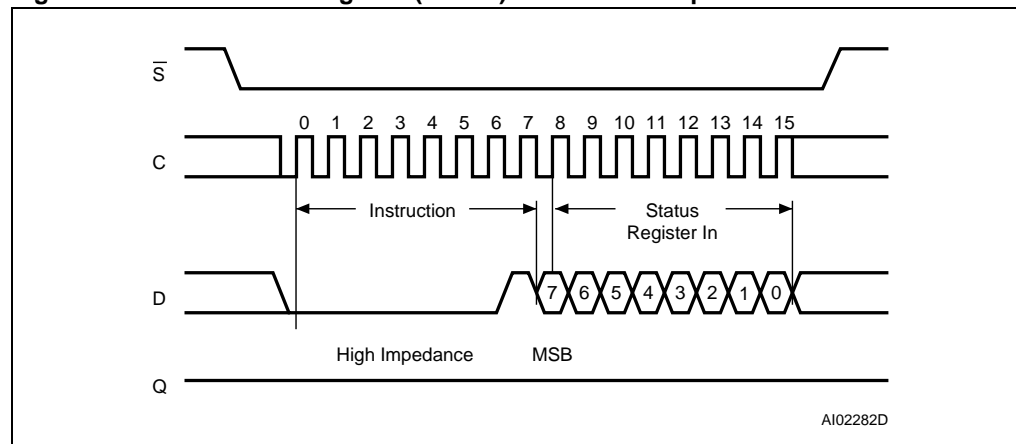 S
0 1 2 3 4 5 6 7 8 9 10 11 12 13 14 15
C
Instruction
Status
Register In
D
7 6 5 4 3 2 1 0
High Impedance
MSB
Q
AI02282D